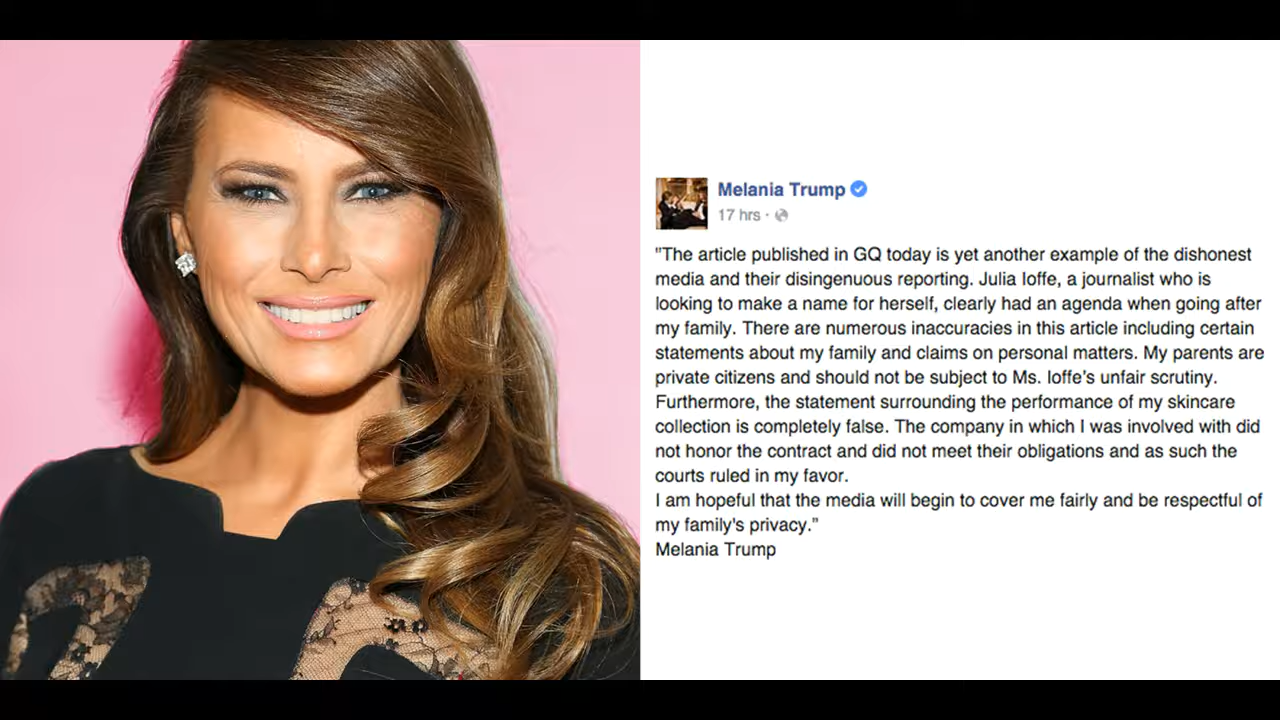 Melania Trump
17 hrs ·
"The article published in GQ today is yet another example of the dishonest
media and their disingenuous reporting. Julia Ioffe, a journalist who is
looking to make a name for herself, clearly had an agenda when going after
my family. There are numerous inaccuracies in this article including certain
statements about my family and claims on personal matters. My parents are
private citizens and should not be subject to Ms. Ioffe's unfair scrutiny.
Furthermore, the statement surrounding the performance of my skincare
collection is completely false. The company in which I was involved with did
not honor the contract and did not meet their obligations and as such the
courts ruled in my favor.
I am hopeful that the media will begin to cover me fairly and be respectful of
my family's privacy."
Melania Trump